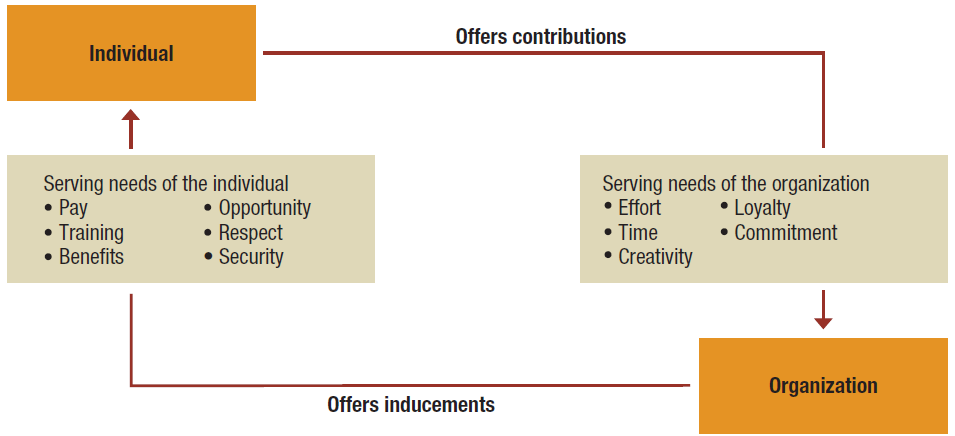 Individual
Offers contributions
Serving needs of the individual
• Pay • Opportunity
• Training • Respect
• Benefits • Security
Serving needs of the organization
• Effort • Loyalty
• Time • Commitment
• Creativity
Organization
Offers inducements